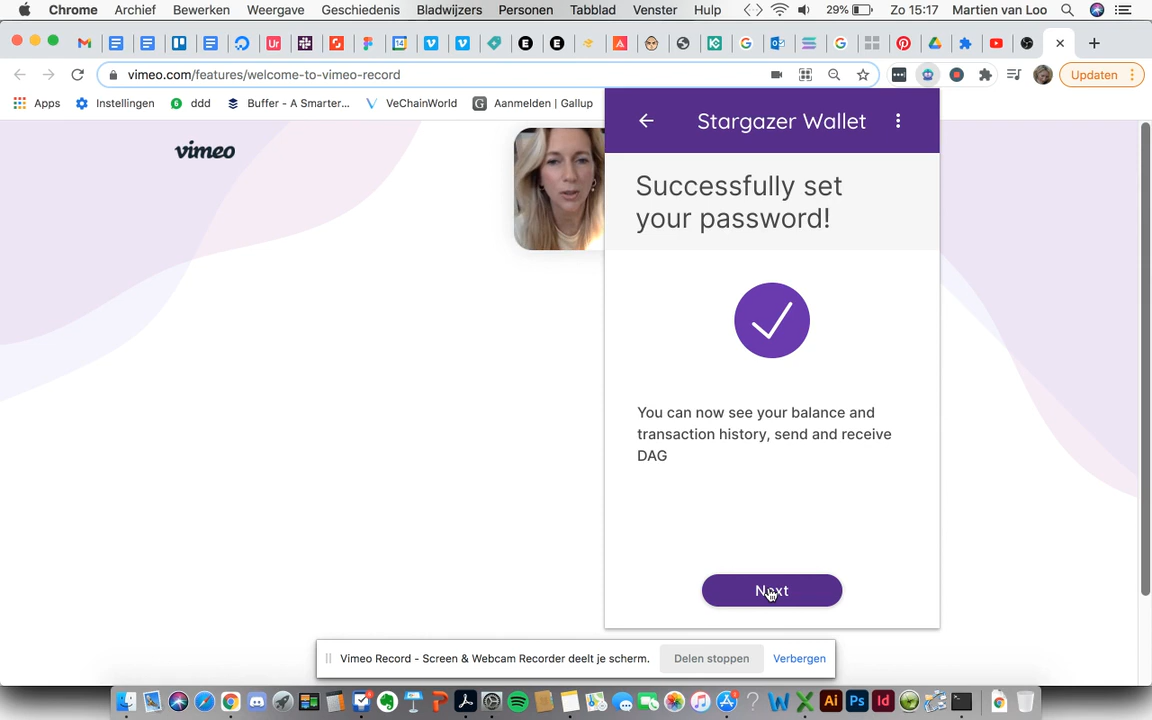 Chrome Archief Bewerken Weergave Geschiedenis Bladwijzers Personen Tabblad Venster Hulp 29% Zo 15:17 Martien van Loo
vimeo.com/features/welcome-to-vimeo-record Updaten
Apps Instellingen ddd Buffer - A Smarter... VeChainWorld Aanmelden | Gallup
vimeo
Stargazer Wallet
Successfully set
your password!
You can now see your balance and
transaction history, send and receive
DAG
Next
Vimeo Record - Screen & Webcam Recorder deelt je scherm. Delen stoppen Verbergen